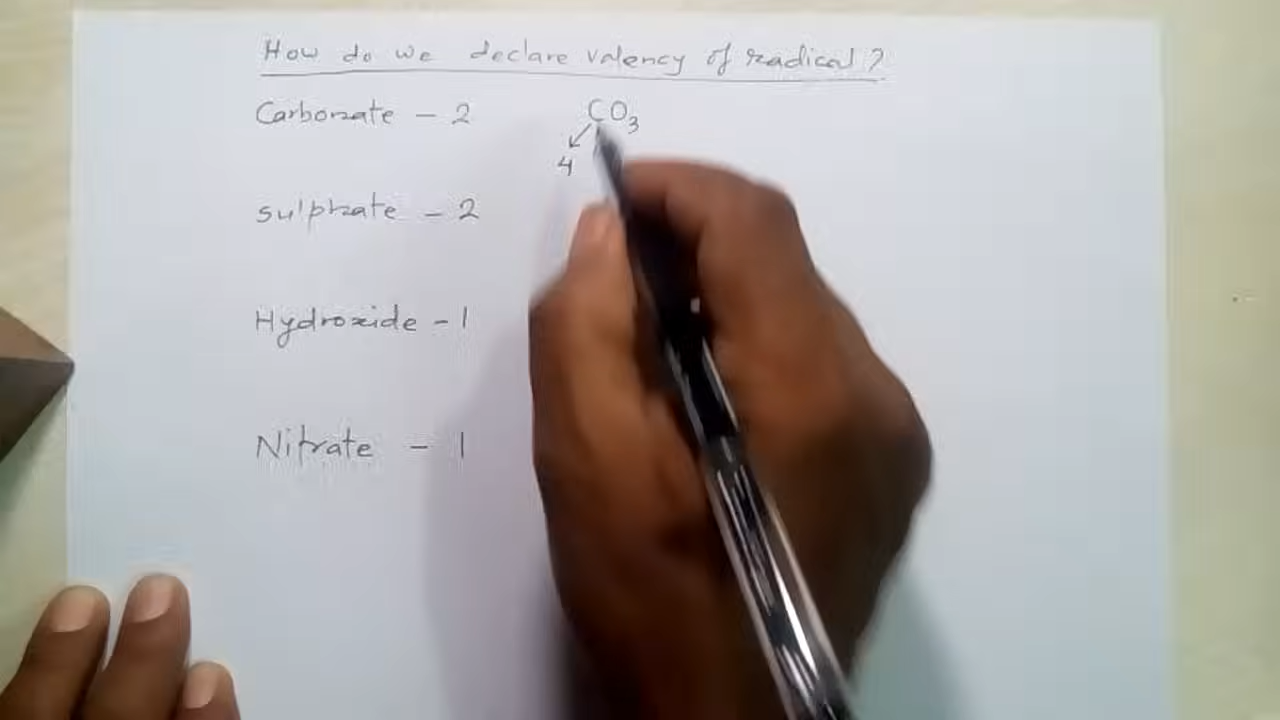 How do we declare valency of radical?
Carbonate - 2 CO3
4
Sulphate - 2
Hydroxide - 1
Nitrate - 1